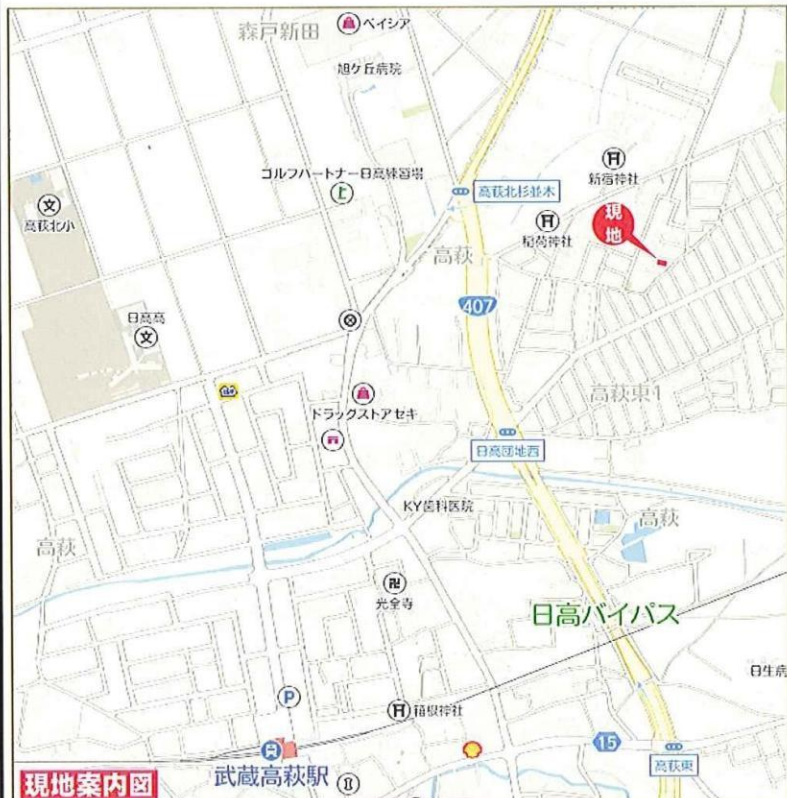 森戸新田
ベイシア
旭ケ丘病院
ゴルフパートナー日高練習場
高萩北杉並木
新宿神社
文
高萩北小
稲荷神社
現地
高萩
日高高
文
407
高萩東1
ドラッグストアセキ
日高団地西
KY歯科医院
高萩
高萩
光全寺
日高バイパス
日生病
P
箱根神社
15
武蔵高萩駅
高萩東
現地案内図